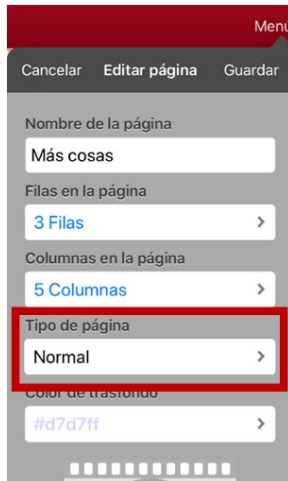 Menú
Cancelar Editar página Guardar
Nombre de la página
Más cosas
Filas en la página
3 Filas
Columnas en la página
5 Columnas
Tipo de página
Normal
Color de trasfondo
#d7d7ff